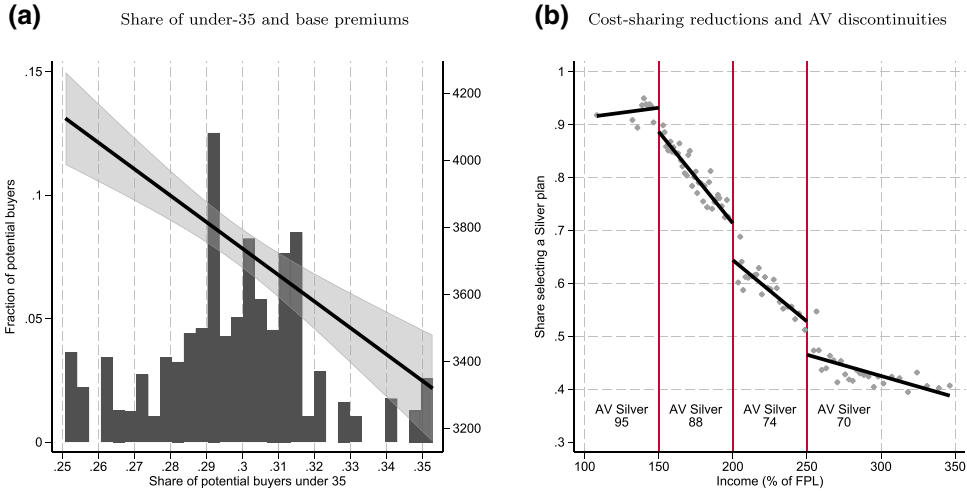 (a) Share of under-35 and base premiums
.15
.1
.05
0
Fraction of potential buyers
4200
4000
3800
3600
3400
3200
.25 .26 .27 .28 .29 .3 .31 .32 .33 .34 .35
Share of potential buyers under 35
(b) Cost-sharing reductions and AV discontinuities
1
.9
.8
.7
.6
.5
.4
.3
Share selecting a Silver plan
AV Silver 95
AV Silver 88
AV Silver 74
AV Silver 70
100 150 200 250 300 350
Income (% of FPL)